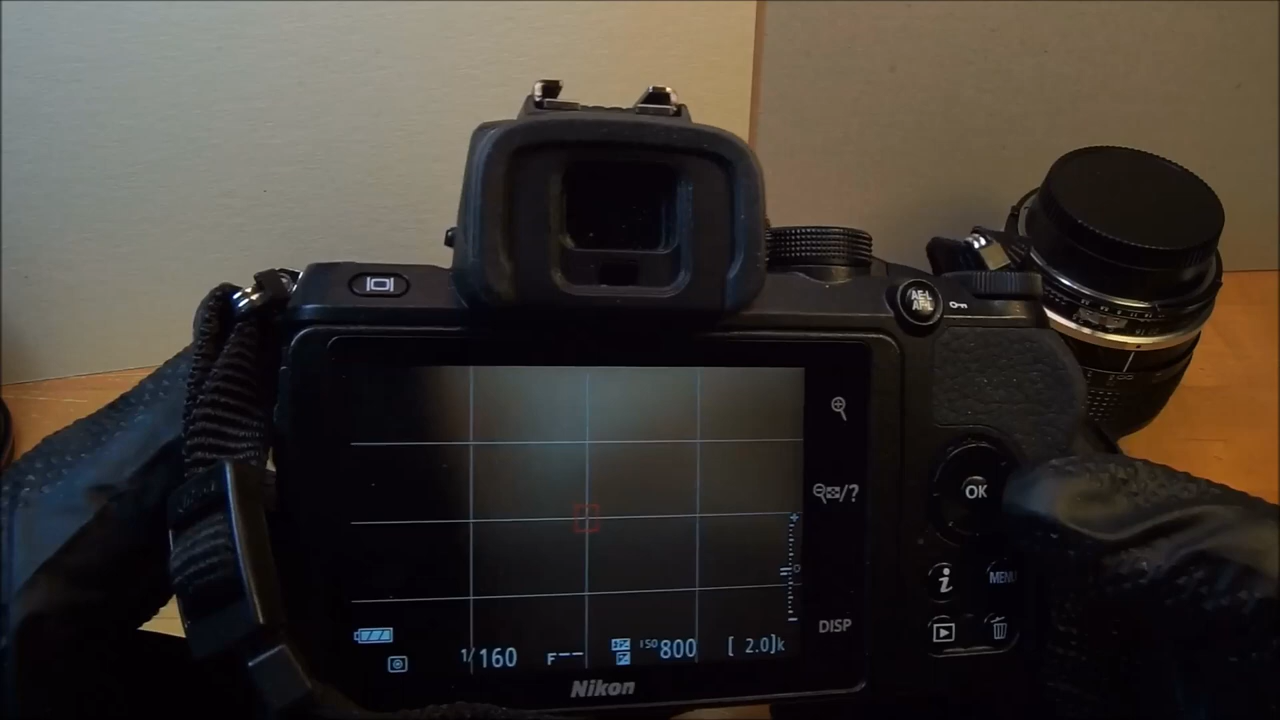 AE-L
AF-L
OK
?
i
MENU
DISP
1/160 F-- ISO 800 [ 2.0]k
Nikon